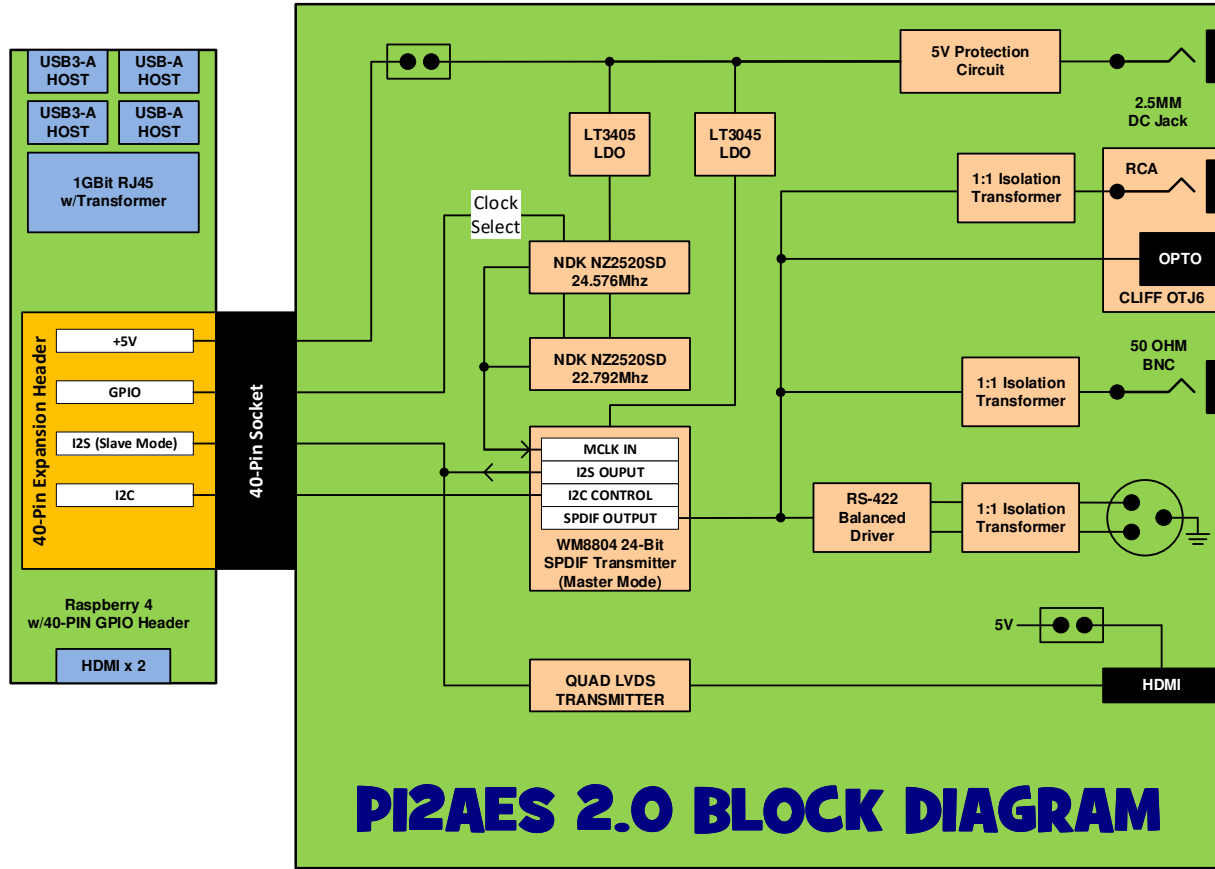 USB3-A
HOST
USB-A
HOST
USB3-A
HOST
USB-A
HOST
1GBit RJ45
w/Transformer
40-Pin Expansion Header
+5V
GPIO
I2S (Slave Mode)
I2C
40-Pin Socket
Raspberry 4
w/40-PIN GPIO Header
HDMI x 2
5V Protection
Circuit
2.5MM
DC Jack
LT3405
LDO
LT3045
LDO
Clock
Select
1:1 Isolation
Transformer
RCA
OPTO
CLIFF OTJ6
NDK NZ2520SD
24.576Mhz
NDK NZ2520SD
22.792Mhz
50 OHM
BNC
1:1 Isolation
Transformer
MCLK IN
I2S OUPUT
I2C CONTROL
SPDIF OUTPUT
WM8804 24-Bit
SPDIF Transmitter
(Master Mode)
RS-422
Balanced
Driver
1:1 Isolation
Transformer
5V
HDMI
QUAD LVDS
TRANSMITTER
PI2AES 2.0 BLOCK DIAGRAM